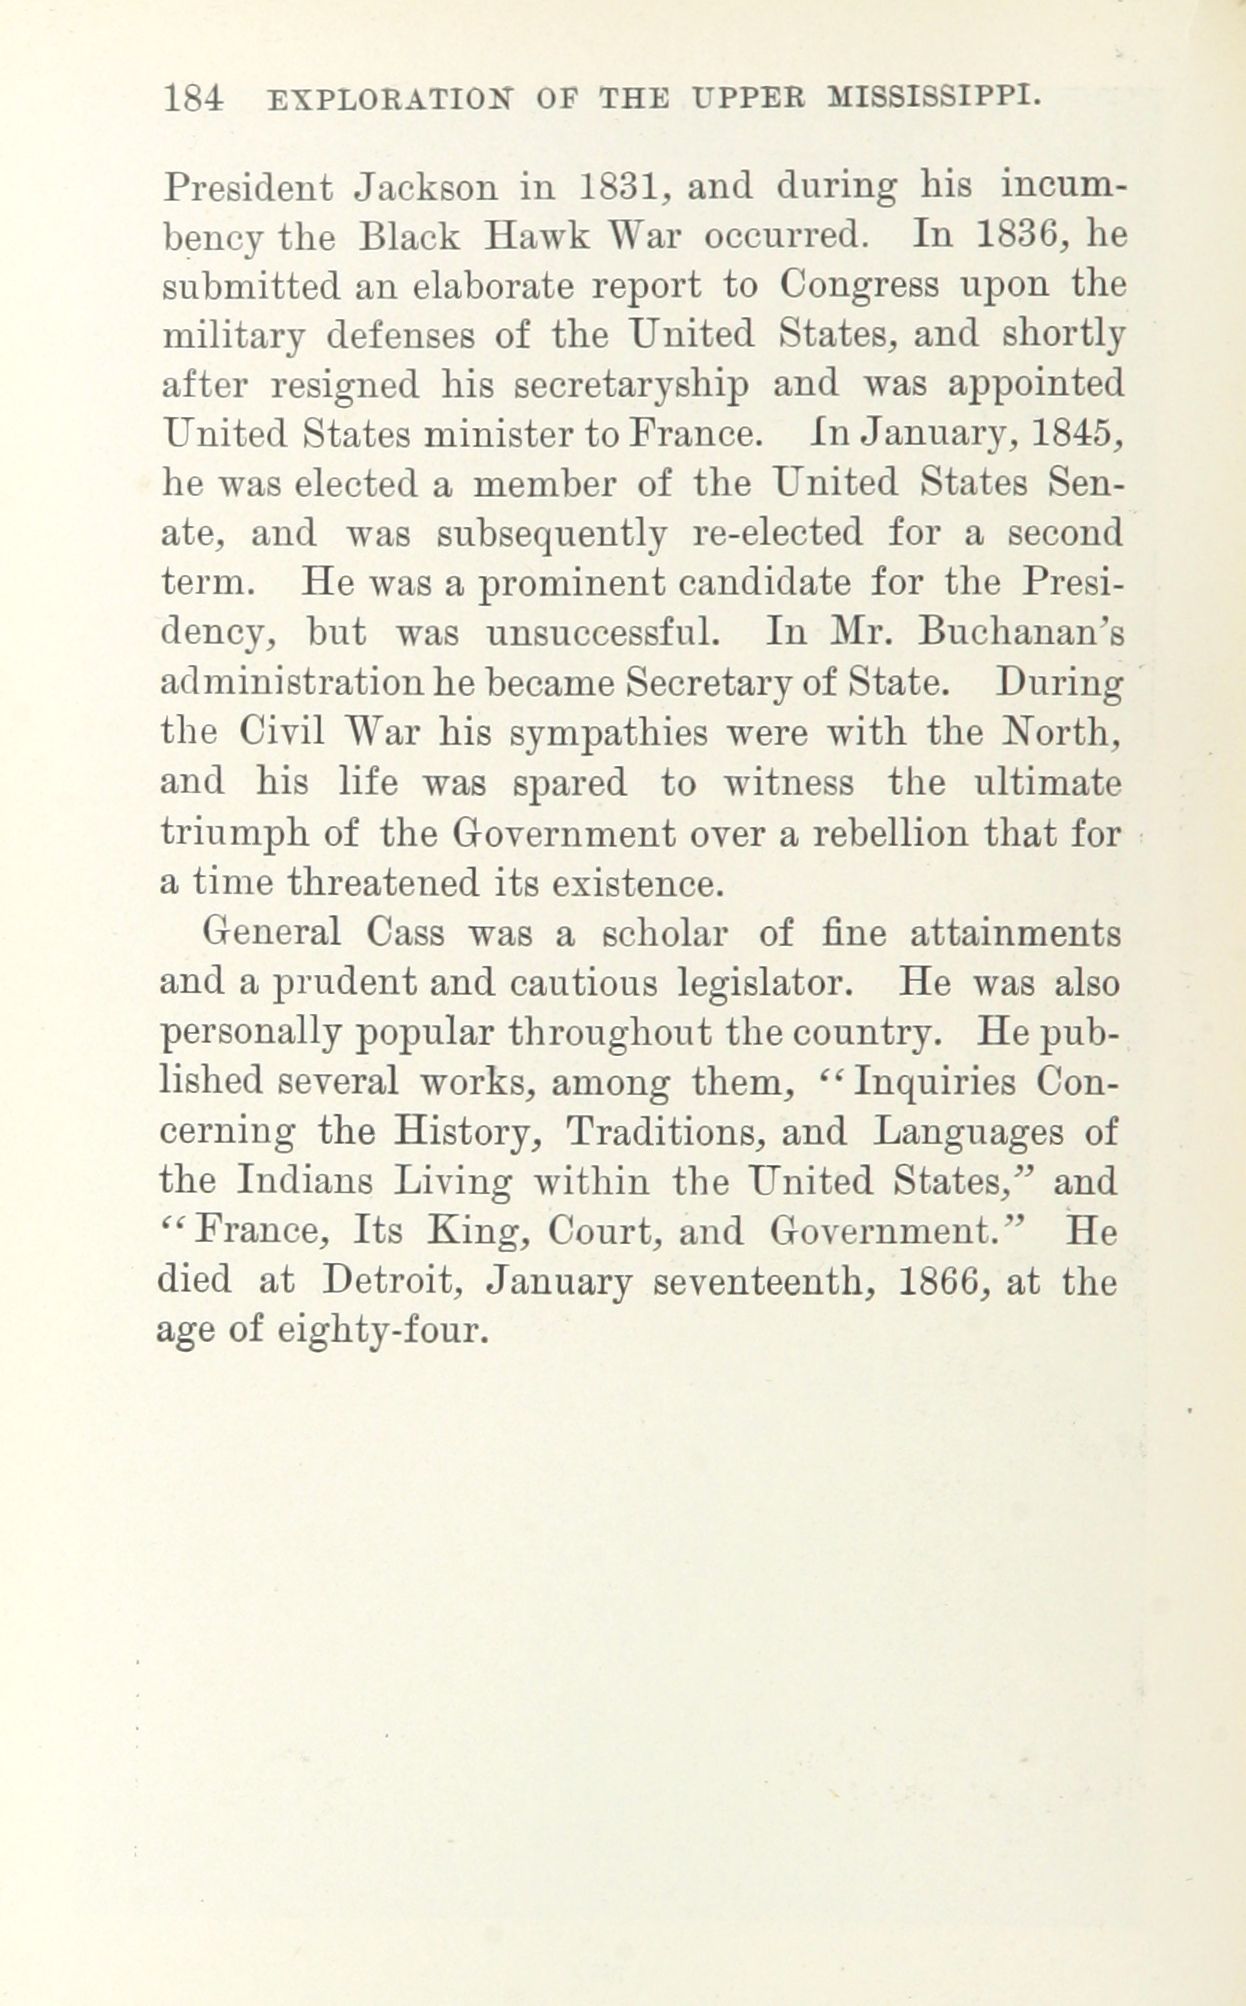 184 EXPLORATION OF THE UPPER MISSISSIPPI.
President Jackson in 1831, and during his incum-
bency the Black Hawk War occurred. In 1836, he
submitted an elaborate report to Congress upon the
military defenses of the United States, and shortly
after resigned his secretaryship and was appointed
United States minister to France. In January, 1845,
he was elected a member of the United States Sen-
ate, and was subsequently re-elected for a second
term. He was a prominent candidate for the Presi-
dency, but was unsuccessful. In Mr. Buchanan's
administration he became Secretary of State. During
the Civil War his sympathies were with the North,
and his life was spared to witness the ultimate
triumph of the Government over a rebellion that for
a time threatened its existence.
General Cass was a scholar of fine attainments
and a prudent and cautious legislator. He was also
personally popular throughout the country. He pub-
lished several works, among them, “Inquiries Con-
cerning the History, Traditions, and Languages of
the Indians Living within the United States,” and
“France, Its King, Court, and Government.” He
died at Detroit, January seventeenth, 1866, at the
age of eighty-four.